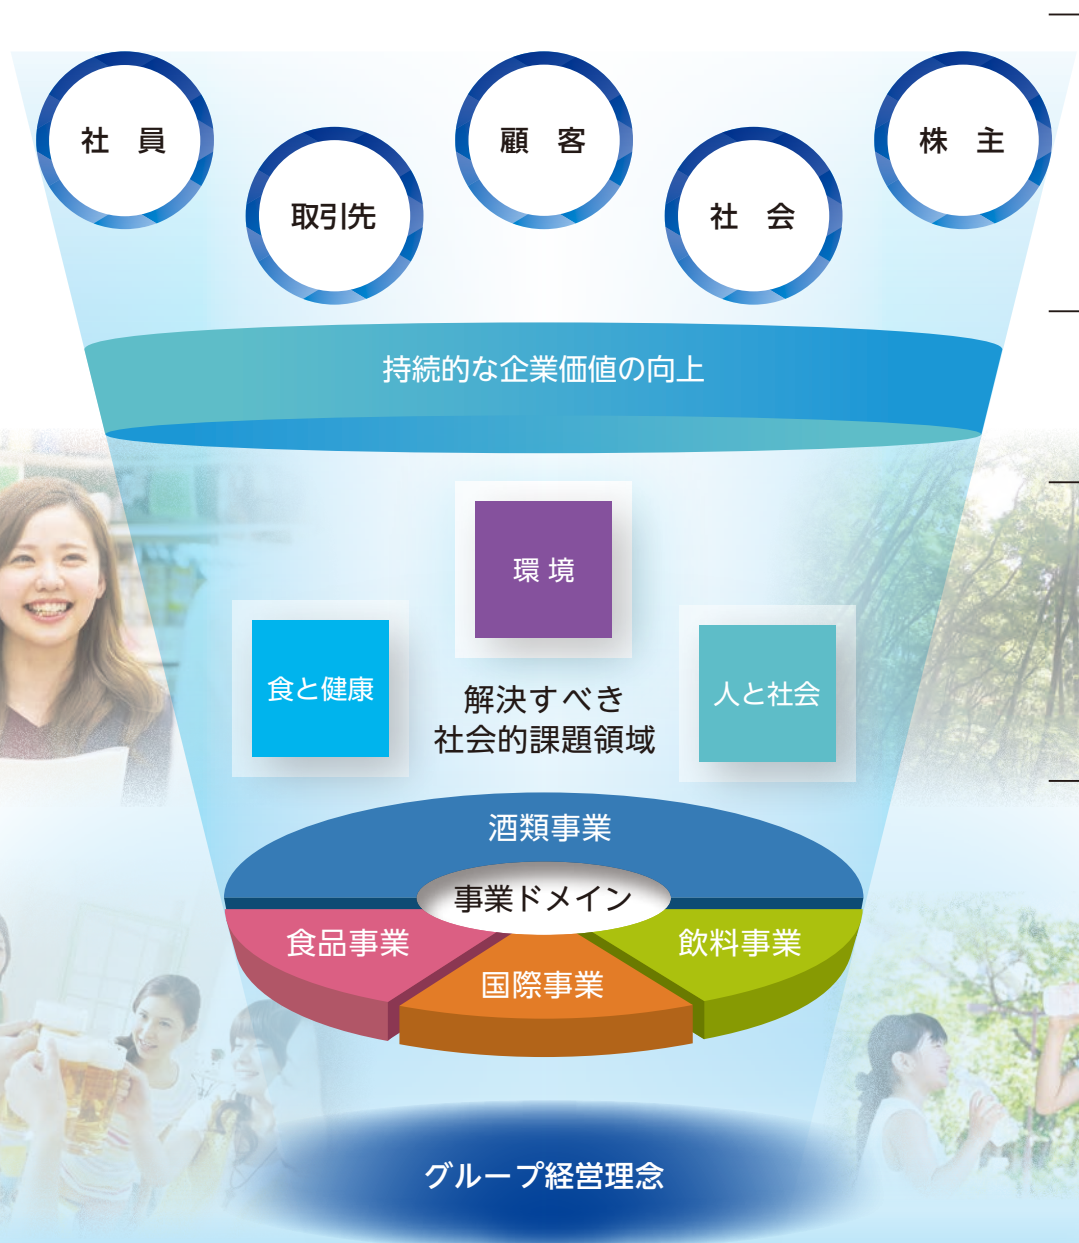 社員
顧客
株主
取引先
社会
持続的な企業価値の向上
環境
食と健康
人と社会
解決すべき
社会的課題領域
酒類事業
事業ドメイン
食品事業
飲料事業
国際事業
グループ経営理念